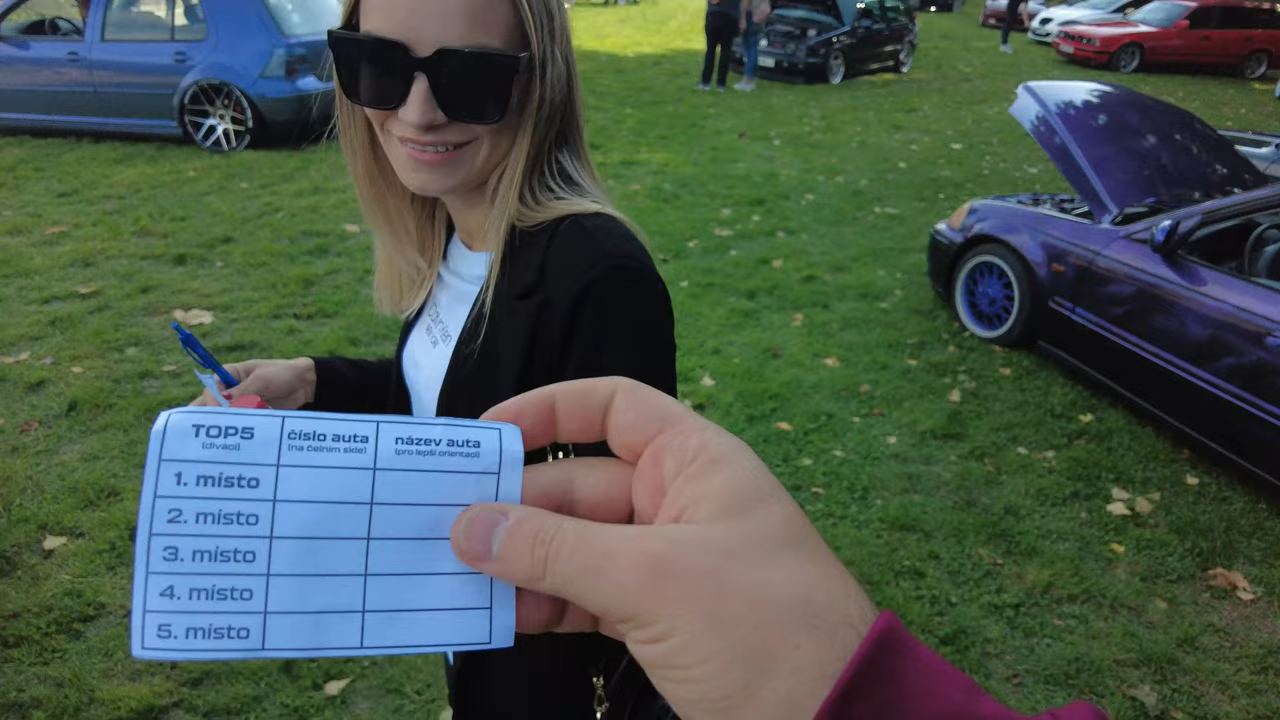 TOP5
(diváci)
číslo auta
(na čelním skle)
název auta
(pro lepší orientaci)
1. místo
2. místo
3. místo
4. místo
5. místo